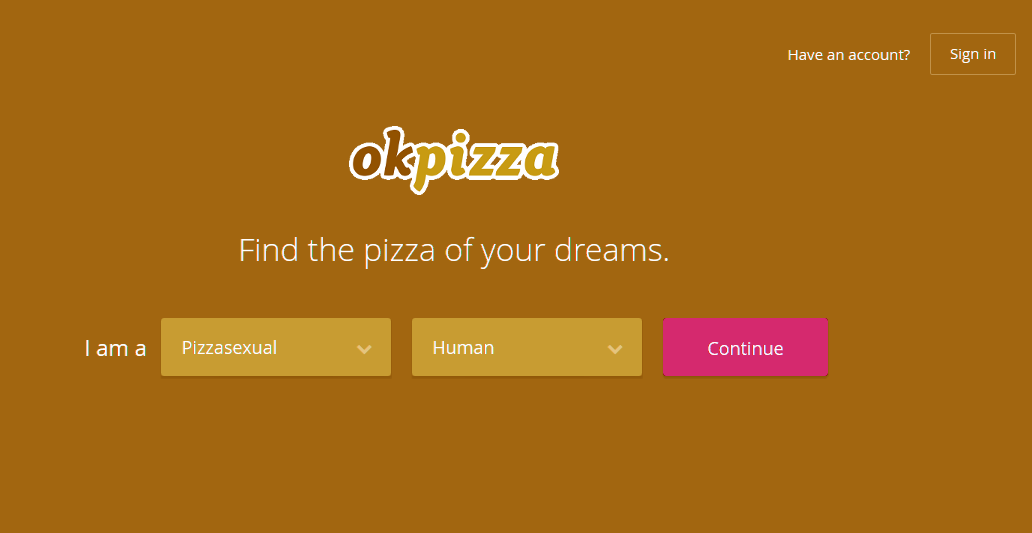 Have an account? Sign in
okpizza
Find the pizza of your dreams.
I am a Pizzasexual Human Continue